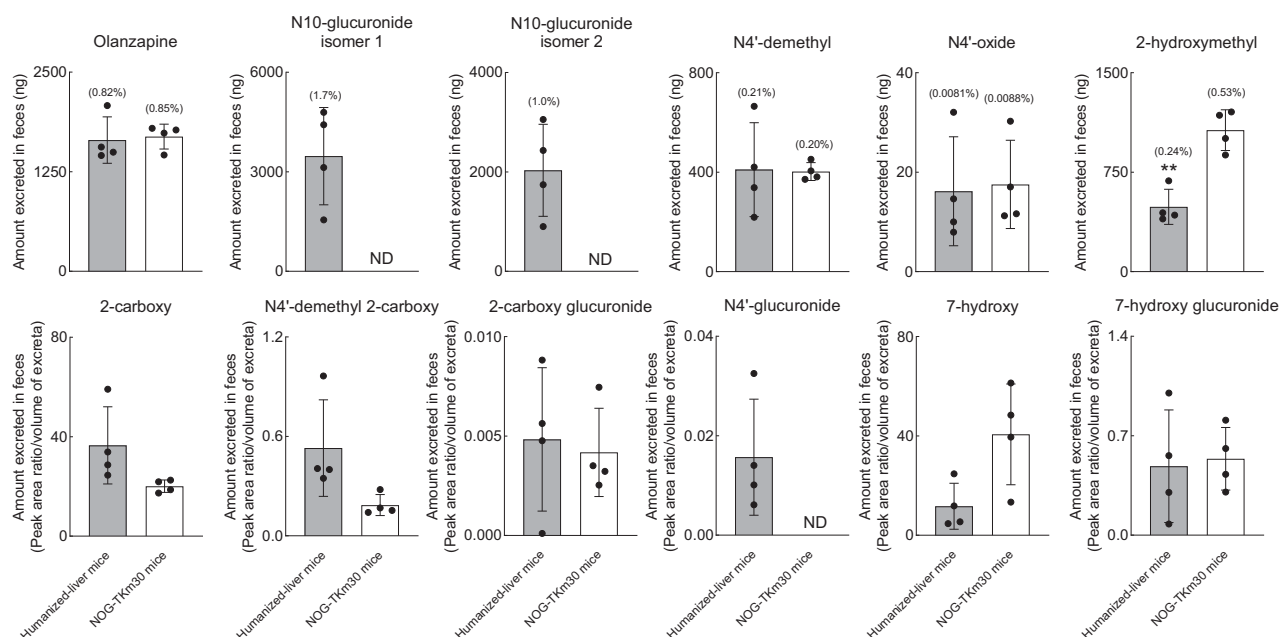 Olanzapine
Amount excreted in feces (ng)
2500
1250
0
(0.82%)
(0.85%)
N10-glucuronide
isomer 1
Amount excreted in feces (ng)
6000
3000
0
(1.7%)
ND
N10-glucuronide
isomer 2
Amount excreted in feces (ng)
4000
2000
0
(1.0%)
ND
N4'-demethyl
Amount excreted in feces (ng)
800
400
0
(0.21%)
(0.20%)
N4'-oxide
Amount excreted in feces (ng)
40
20
0
(0.0081%)
(0.0088%)
2-hydroxymethyl
Amount excreted in feces (ng)
1500
750
0
(0.24%)
**
(0.53%)
2-carboxy
Amount excreted in feces
(Peak area ratio/volume of excreta)
80
40
0
Humanized-liver mice
NOG-TKm30 mice
N4'-demethyl 2-carboxy
Amount excreted in feces
(Peak area ratio/volume of excreta)
1.2
0.6
0.0
Humanized-liver mice
NOG-TKm30 mice
2-carboxy glucuronide
Amount excreted in feces
(Peak area ratio/volume of excreta)
0.010
0.005
0.000
Humanized-liver mice
NOG-TKm30 mice
N4'-glucuronide
Amount excreted in feces
(Peak area ratio/volume of excreta)
0.04
0.02
0.00
ND
Humanized-liver mice
NOG-TKm30 mice
7-hydroxy
Amount excreted in feces
(Peak area ratio/volume of excreta)
80
40
0
Humanized-liver mice
NOG-TKm30 mice
7-hydroxy glucuronide
Amount excreted in feces
(Peak area ratio/volume of excreta)
1.4
0.7
0.0
Humanized-liver mice
NOG-TKm30 mice